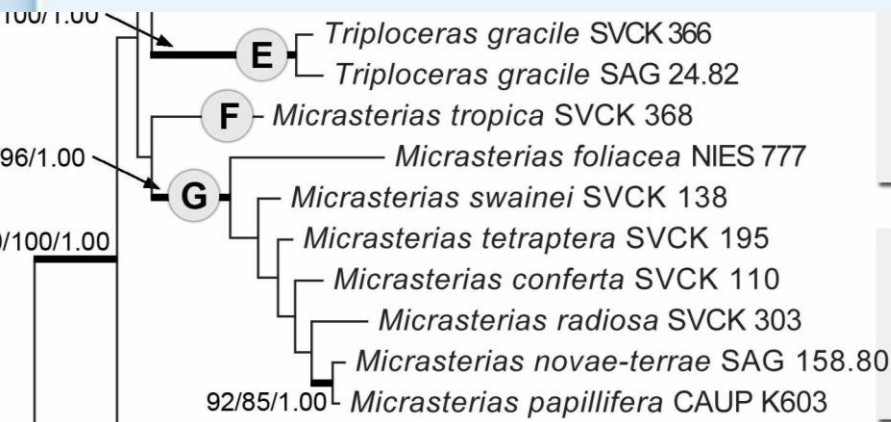 100/1.00
Triploceras gracile SVCK 366
E
Triploceras gracile SAG 24.82
F
Micrasterias tropica SVCK 368
96/1.00
Micrasterias foliacea NIES 777
G
Micrasterias swainei SVCK 138
/100/1.00
Micrasterias tetraptera SVCK 195
Micrasterias conferta SVCK 110
Micrasterias radiosa SVCK 303
Micrasterias novae-terrae SAG 158.80
92/85/1.00
Micrasterias papillifera CAUP K603